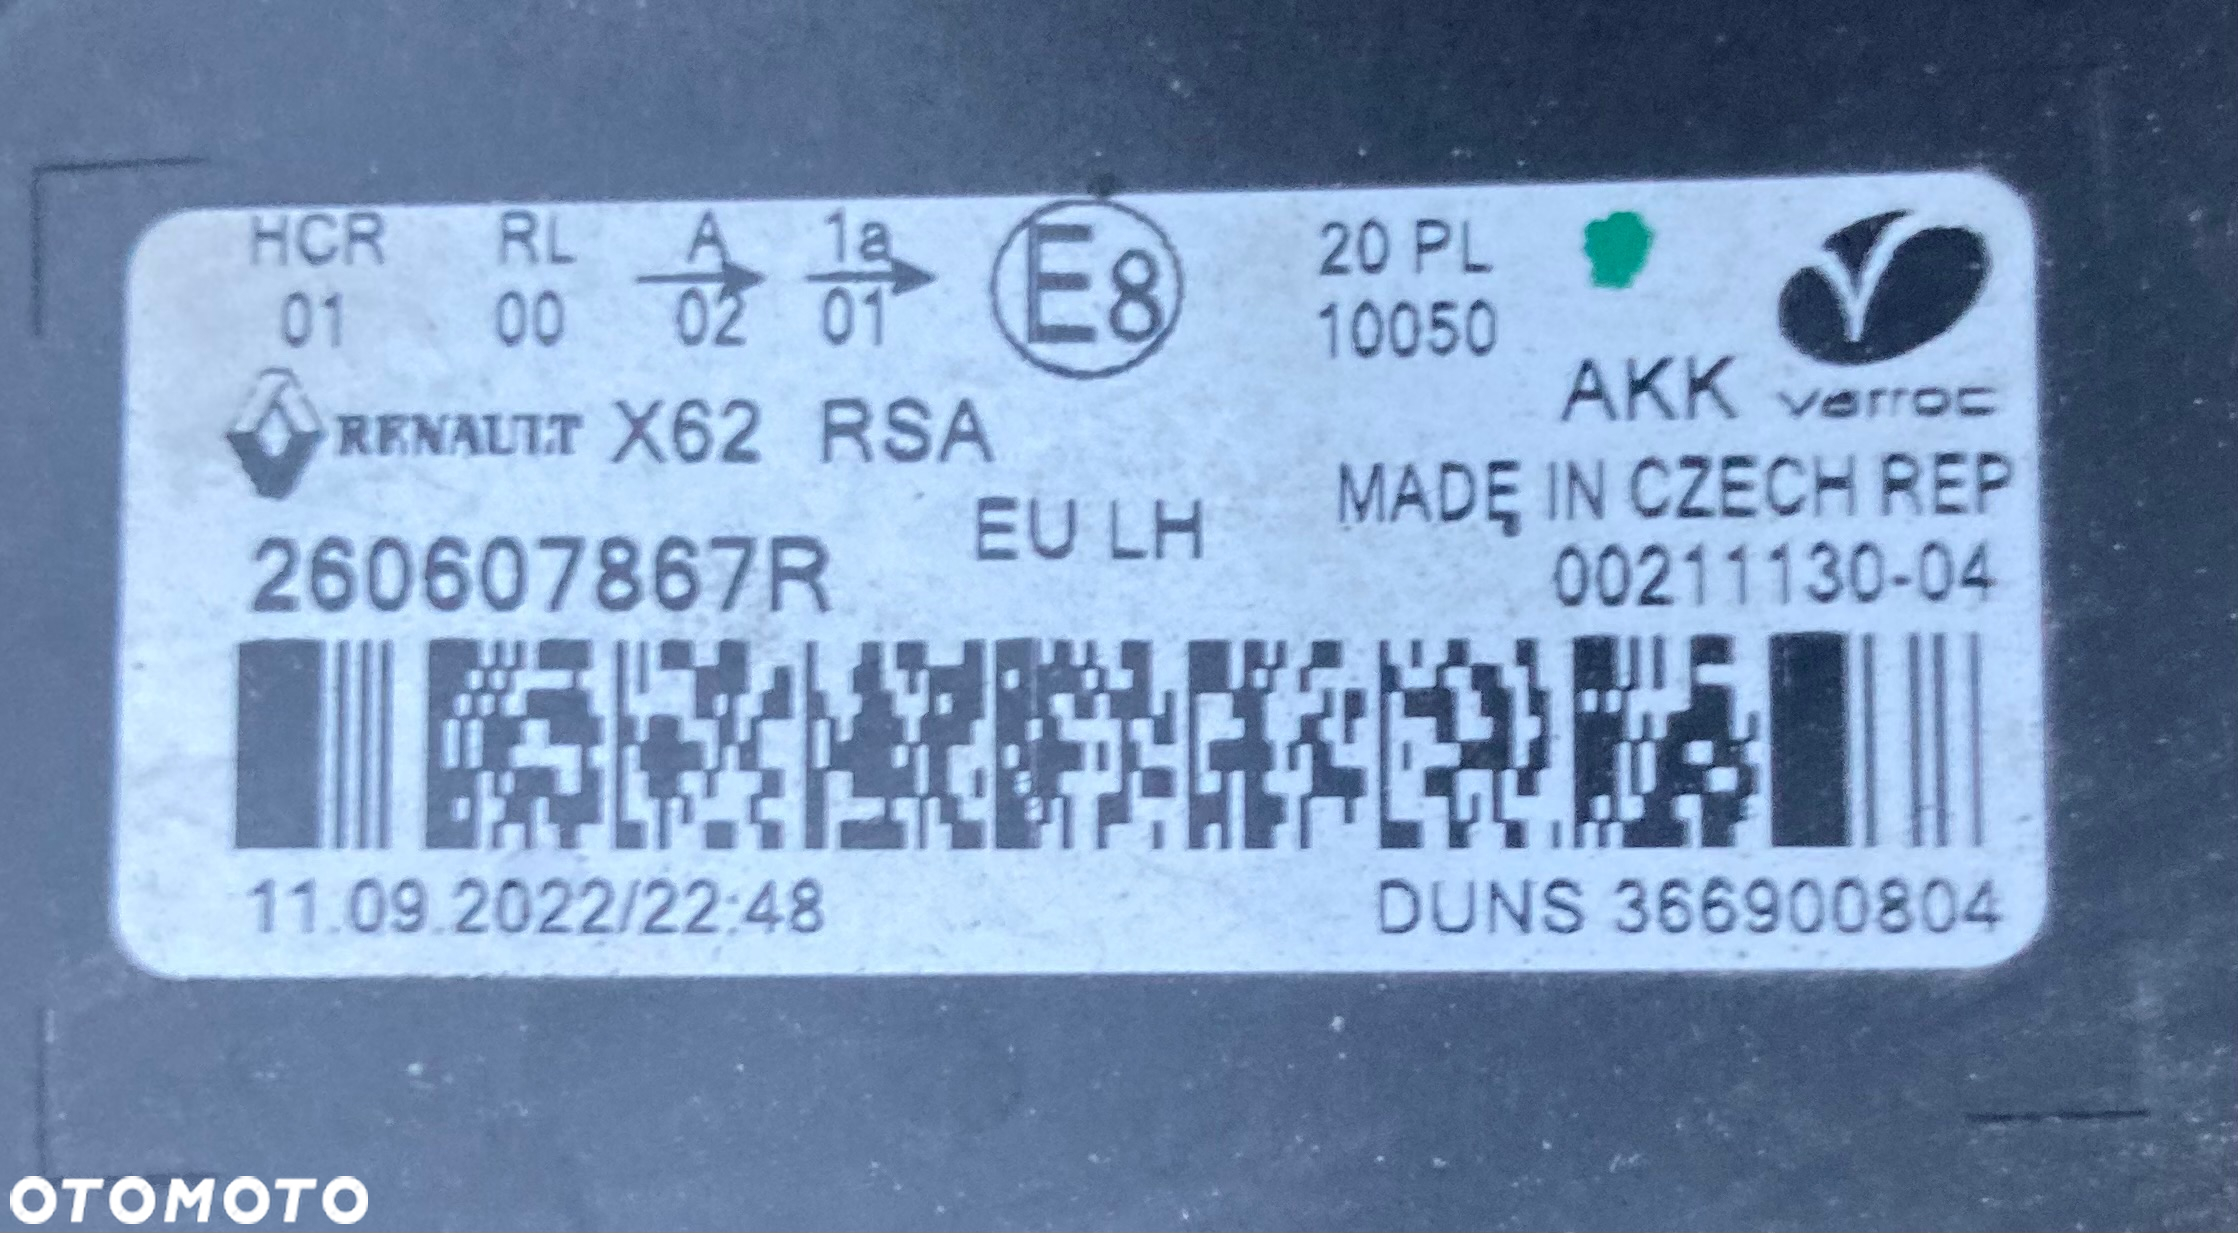 HCR RL A 1a E8 20 PL
01 00 02 01 10050
RENAULT X62 RSA AKK varroc
EU LH MADE IN CZECH REP
260607867R 00211130-04
11.09.2022/22:48 DUNS 366900804
OTOMOTO